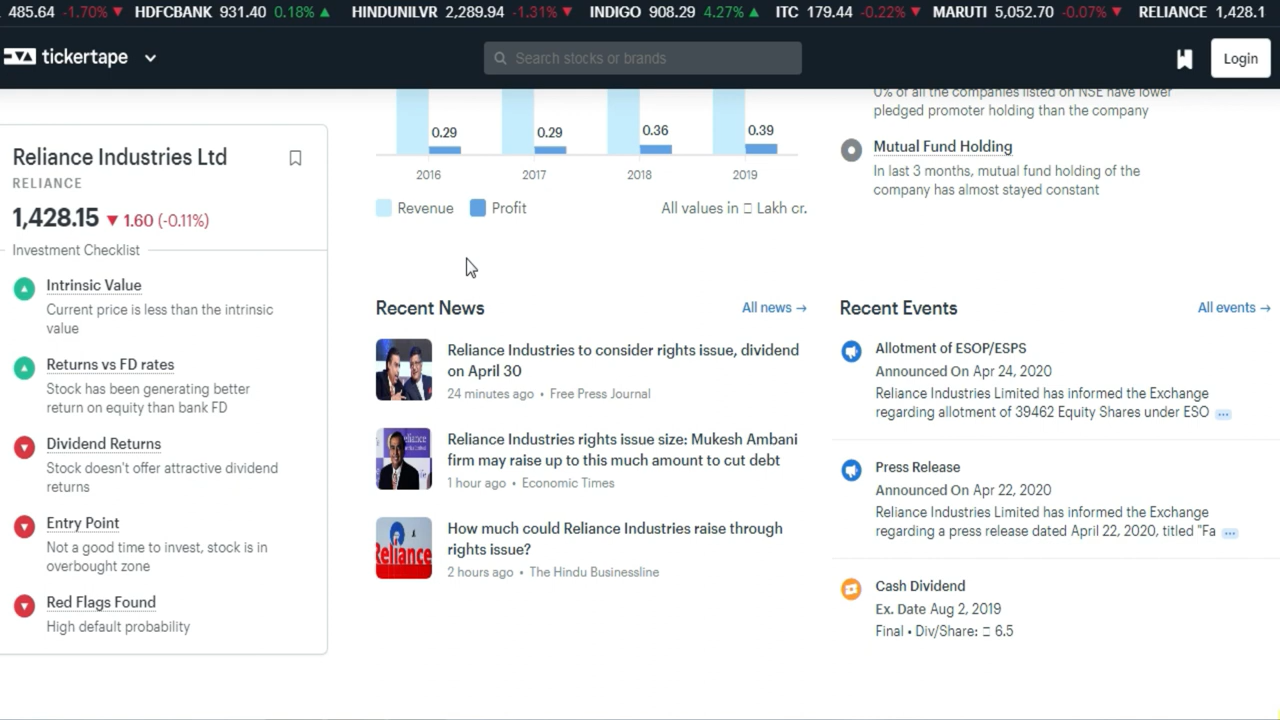 485.64 -1.70% ▼ HDFCBANK 931.40 0.18% ▲ HINDUNILVR 2,289.94 -1.31% ▼ INDIGO 908.29 4.27% ▲ ITC 179.44 -0.22% ▼ MARUTI 5,052.70 -0.07% ▼ RELIANCE 1,428.1
tickertape
Search stocks or brands
Login
Reliance Industries Ltd
RELIANCE
1,428.15 ▼ 1.60 (-0.11%)
Investment Checklist
Intrinsic Value
Current price is less than the intrinsic
value
Returns vs FD rates
Stock has been generating better
return on equity than bank FD
Dividend Returns
Stock doesn't offer attractive dividend
returns
Entry Point
Not a good time to invest, stock is in
overbought zone
Red Flags Found
High default probability
0.29 0.29 0.36 0.39
2016 2017 2018 2019
Revenue Profit All values in Lakh cr.
0% of all the companies listed on NSE have lower
pledged promoter holding than the company
Mutual Fund Holding
In last 3 months, mutual fund holding of the
company has almost stayed constant
Recent News All news →
Reliance Industries to consider rights issue, dividend
on April 30
24 minutes ago • Free Press Journal
Reliance Industries rights issue size: Mukesh Ambani
firm may raise up to this much amount to cut debt
1 hour ago • Economic Times
Reliance
How much could Reliance Industries raise through
rights issue?
2 hours ago • The Hindu Businessline
Recent Events All events →
Allotment of ESOP/ESPS
Announced On Apr 24, 2020
Reliance Industries Limited has informed the Exchange
regarding allotment of 39462 Equity Shares under ESO ...
Press Release
Announced On Apr 22, 2020
Reliance Industries Limited has informed the Exchange
regarding a press release dated April 22, 2020, titled "Fa ...
Cash Dividend
Ex. Date Aug 2, 2019
Final • Div/Share: 6.5